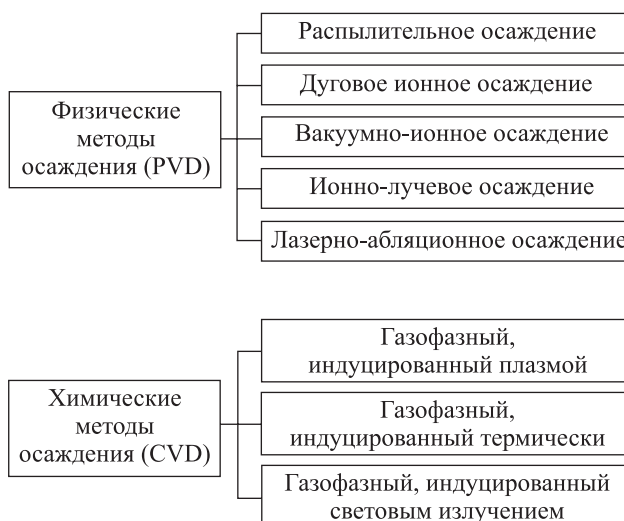 Физические
методы
осаждения (PVD)
Распылительное осаждение
Дуговое ионное осаждение
Вакуумно-ионное осаждение
Ионно-лучевое осаждение
Лазерно-абляционное осаждение
Химические
методы
осаждения (CVD)
Газофазный,
индуцированный плазмой
Газофазный,
индуцированный термически
Газофазный, индуцированный
световым излучением